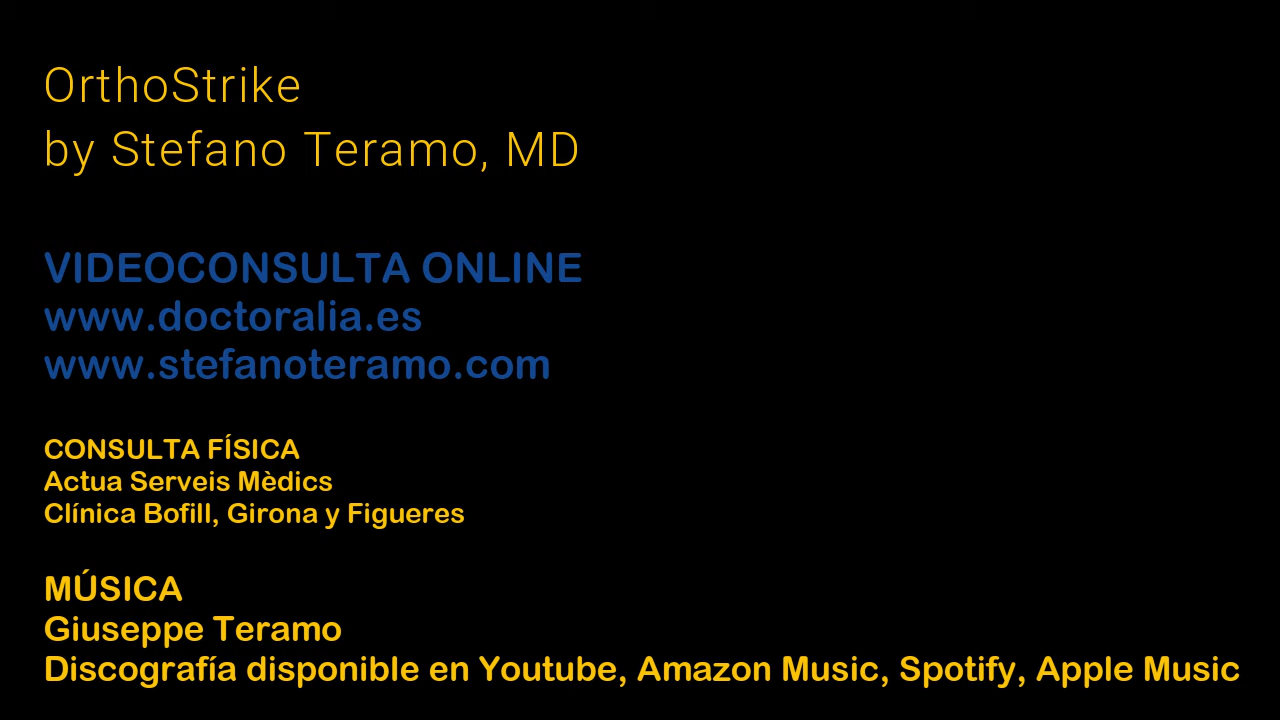 OrthoStrike
by Stefano Teramo, MD
VIDEOCONSULTA ONLINE
www.doctoralia.es
www.stefanoteramo.com
CONSULTA FÍSICA
Actua Serveis Mèdics
Clínica Bofill, Girona y Figueres
MÚSICA
Giuseppe Teramo
Discografía disponible en Youtube, Amazon Music, Spotify, Apple Music